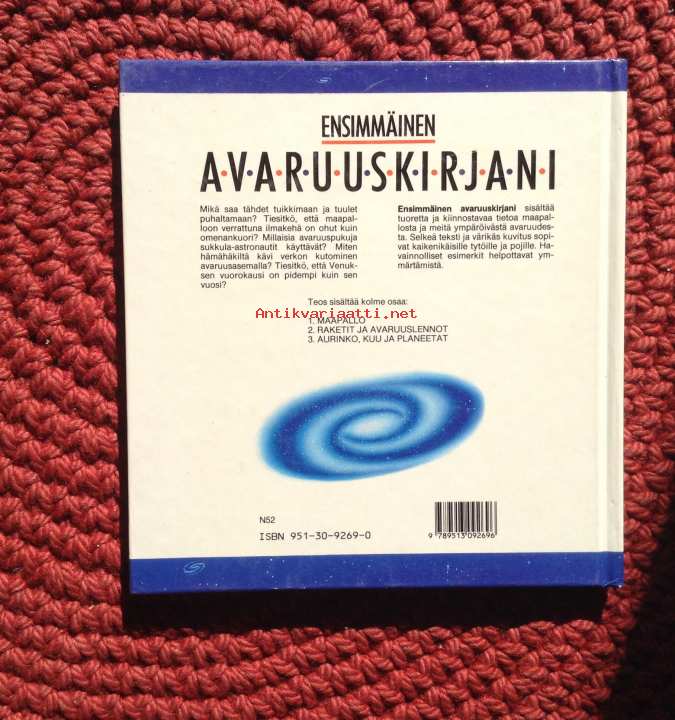 ENSIMMÄINEN
A·V·A·R·U·U·S·K·I·R·J·A·N·I
Mikä saa tähdet tuikkimaan ja tuulet
puhaltamaan? Tiesitkö, että maapal-
loon verrattuna ilmakehä on ohut kuin
omenankuori? Millaisia avaruuspukuja
sukkula-astronautit käyttävät? Miten
hämähäkiltä kävi verkon kutominen
avaruusasemalla? Tiesitkö, että Venuk-
sen vuorokausi on pidempi kuin sen
vuosi?
Ensimmäinen avaruuskirjani sisältää
tuoretta ja kiinnostavaa tietoa maapal-
losta ja meitä ympäröivästä avaruudes-
ta. Selkeä teksti ja värikäs kuvitus sopi-
vat kaikenikäisille tytöille ja pojille. Ha-
vainnolliset esimerkit helpottavat ym-
märtämistä.
Teos sisältää kolme osaa:
Antikvariaatti.net
1. MAAPALLO
2. RAKETIT JA AVARUUSLENNOT
3. AURINKO, KUU JA PLANEETAT
N52
ISBN 951-30-9269-0
9 789513 092696